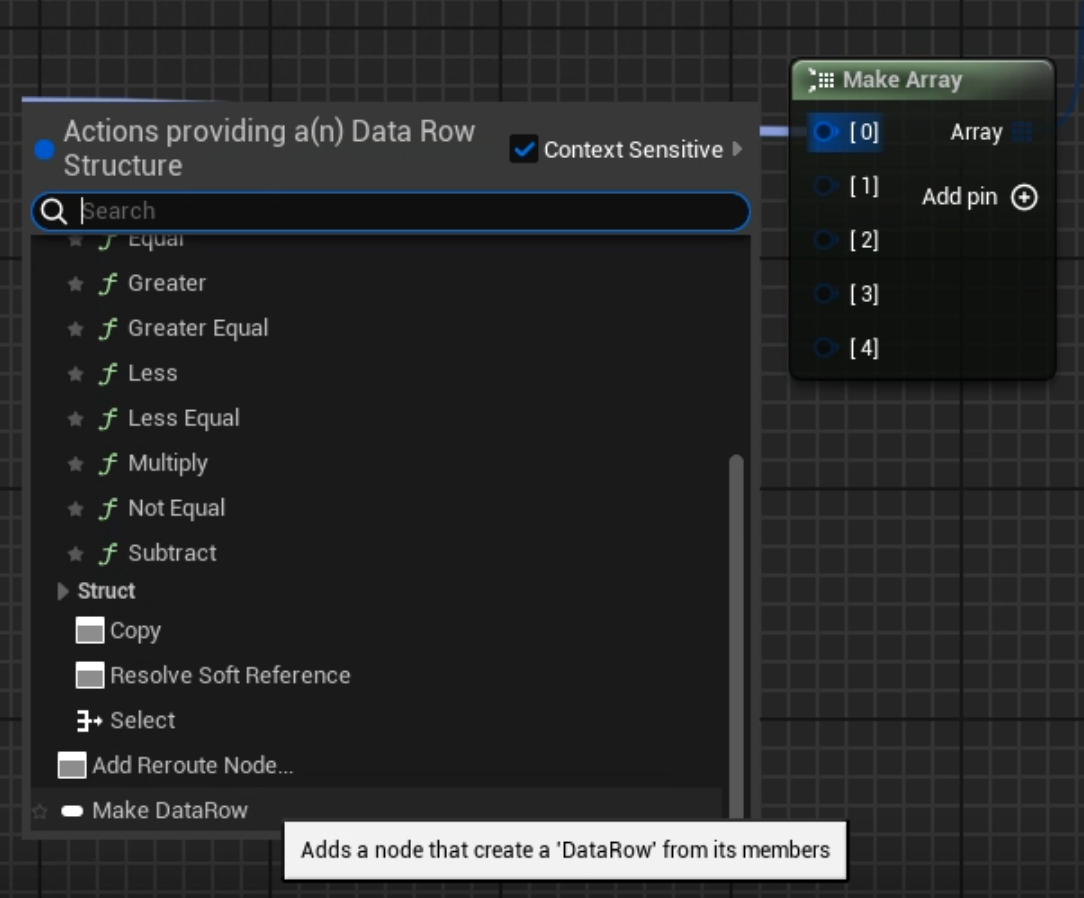 Make Array
Actions providing a(n) Data Row
Structure
Context Sensitive
Search
[ 0]
Array
[ 1]
Add pin
[ 2]
[ 3]
[ 4]
Equal
Greater
Greater Equal
Less
Less Equal
Multiply
Not Equal
Subtract
Struct
Copy
Resolve Soft Reference
Select
Add Reroute Node...
Make DataRow
Adds a node that create a 'DataRow' from its members